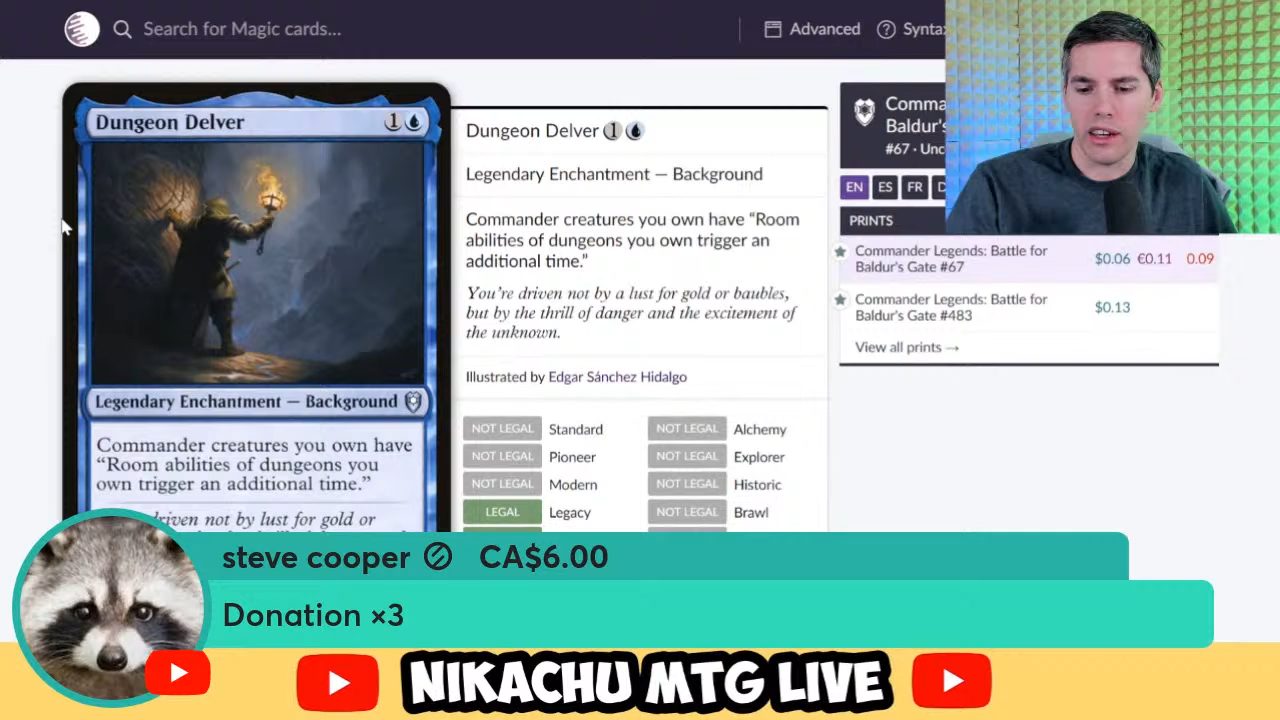 Search for Magic cards...
Advanced
Synta
Dungeon Delver 1
Legendary Enchantment — Background
Commander creatures you own have
“Room abilities of dungeons you
own trigger an additional time.”
driven not by lust for gold or
Dungeon Delver 1
Legendary Enchantment — Background
Commander creatures you own have “Room
abilities of dungeons you own trigger an
additional time.”
You’re driven not by a lust for gold or baubles,
but by the thrill of danger and the excitement of
the unknown.
Illustrated by Edgar Sánchez Hidalgo
NOT LEGAL Standard NOT LEGAL Alchemy
NOT LEGAL Pioneer NOT LEGAL Explorer
NOT LEGAL Modern NOT LEGAL Historic
LEGAL Legacy NOT LEGAL Brawl
Comma
Baldur's
#67 · Unc
EN ES FR D
PRINTS
Commander Legends: Battle for
Baldur's Gate #67 $0.06 €0.11 0.09
Commander Legends: Battle for
Baldur's Gate #483 $0.13
View all prints →
steve cooper CA$6.00
Donation ×3
NIKACHU MTG LIVE